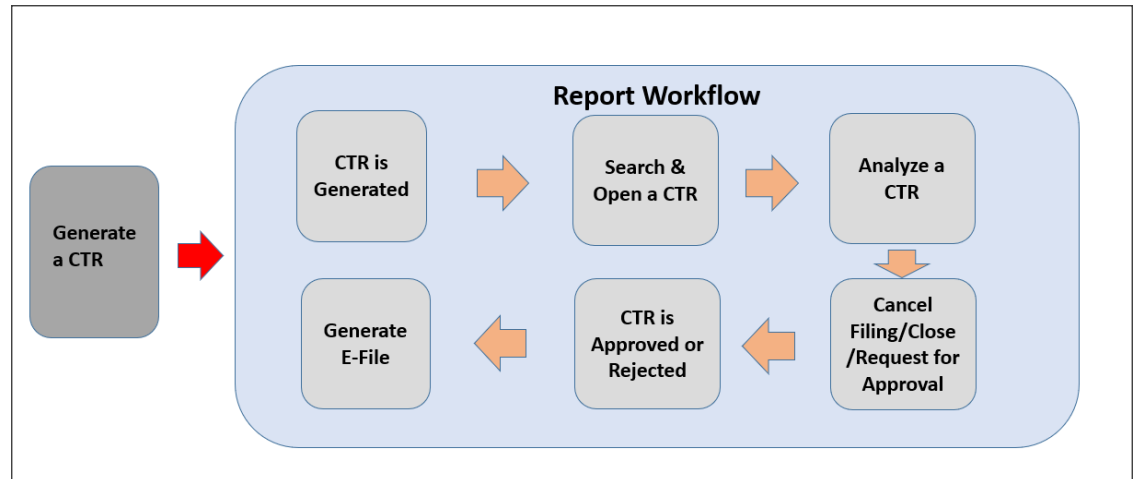 Report Workflow
Generate
a CTR
CTR is
Generated
Search &
Open a CTR
Analyze a
CTR
Cancel
Filing/Close
/Request for
Approval
CTR is
Approved or
Rejected
Generate
E-File